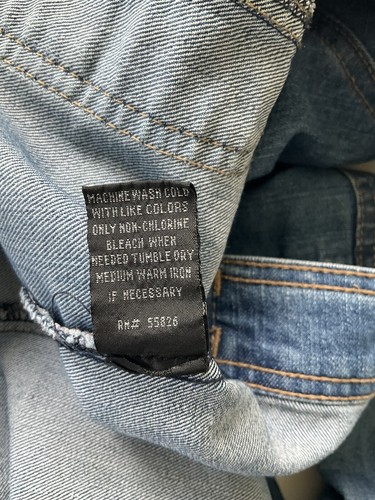 MACHINE WASH COLD
WITH LIKE COLORS
ONLY NON-CHLORINE
BLEACH WHEN
NEEDED TUMBLE DRY
MEDIUM WARM IRON
IF NECESSARY
RN# 55826